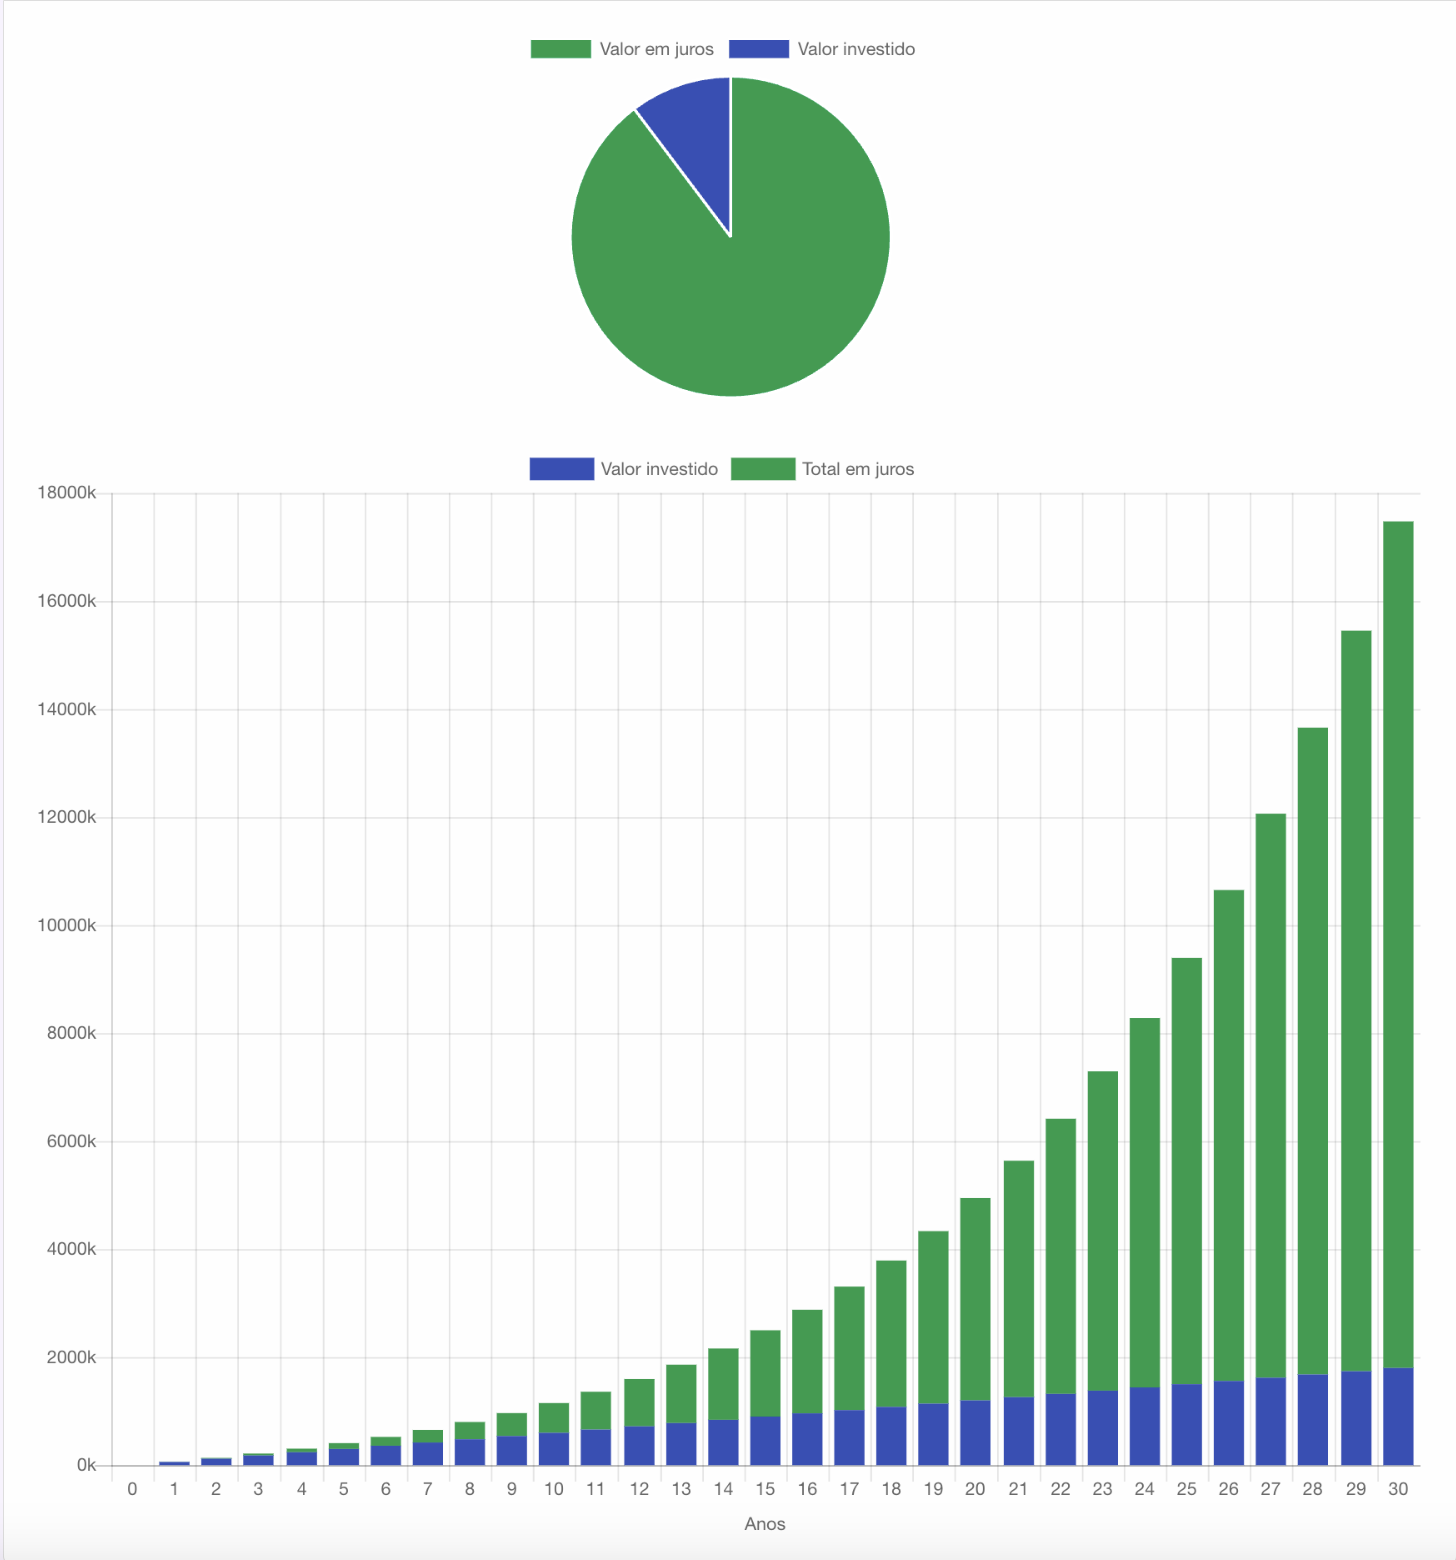 Valor em juros Valor investido
Valor investido Total em juros
18000k
16000k
14000k
12000k
10000k
8000k
6000k
4000k
2000k
0k
0 1 2 3 4 5 6 7 8 9 10 11 12 13 14 15 16 17 18 19 20 21 22 23 24 25 26 27 28 29 30
Anos